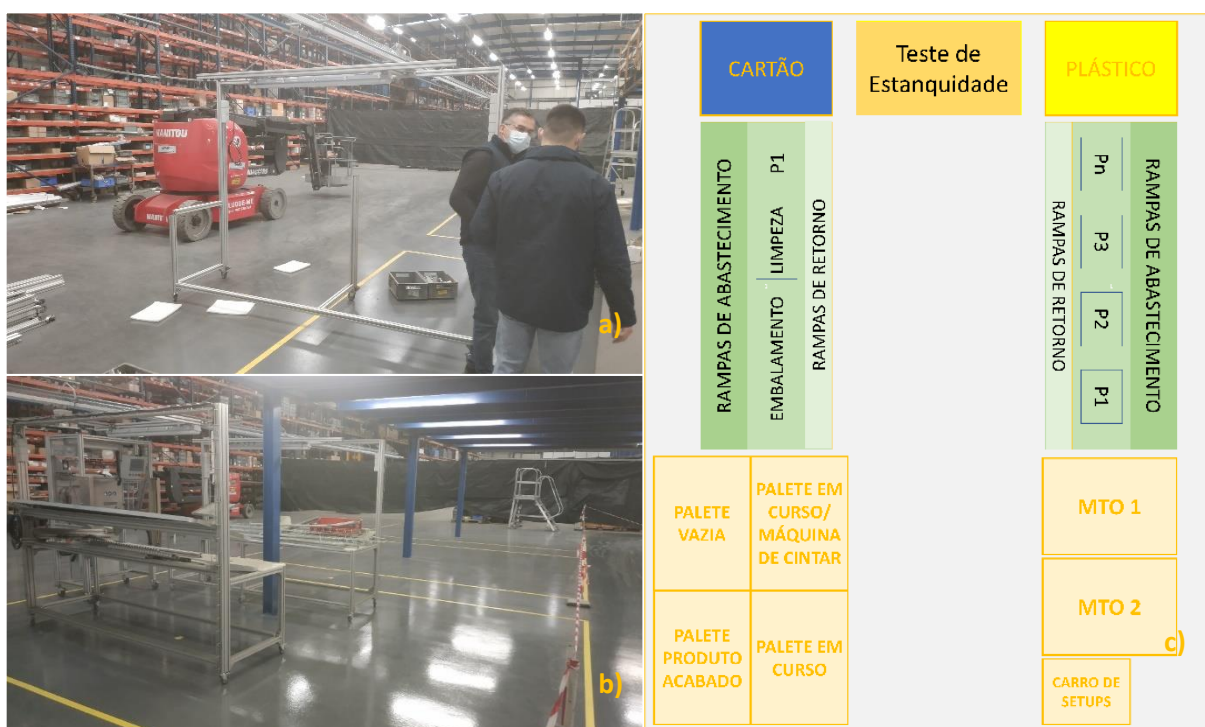 MANITOU
a)
b)
CARTÃO
Teste de
Estanquidade
PLÁSTICO
RAMPAS DE ABASTECIMENTO
EMBALAMENTO
LIMPEZA
P1
RAMPAS DE RETORNO
RAMPAS DE RETORNO
Pn
P3
P2
P1
RAMPAS DE ABASTECIMENTO
PALETE
VAZIA
PALETE EM
CURSO/
MÁQUINA
DE CINTAR
PALETE
PRODUTO
ACABADO
PALETE EM
CURSO
MTO 1
MTO 2
c)
CARRO DE
SETUPS